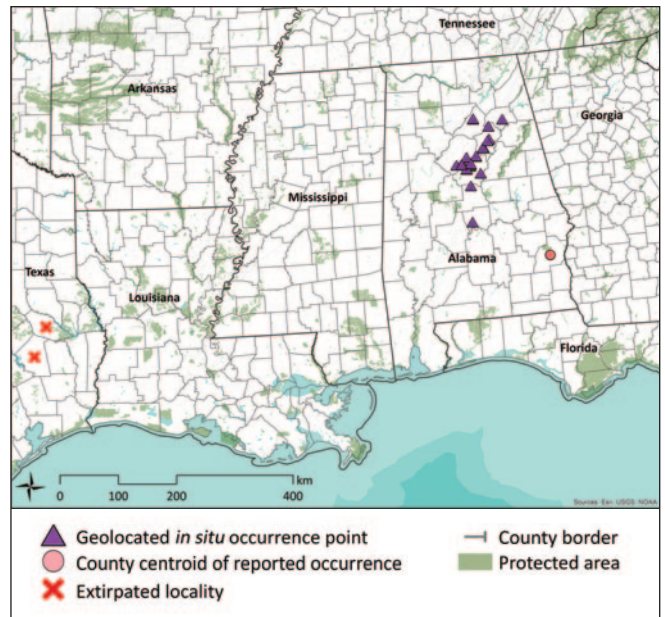 Tennessee
Arkansas
Georgia
Mississippi
Alabama
Texas
Louisiana
Florida
km
0 100 200 400
Sources: Esri, USGS, NOAA
Geolocated in situ occurrence point
County border
County centroid of reported occurrence
Protected area
Extirpated locality